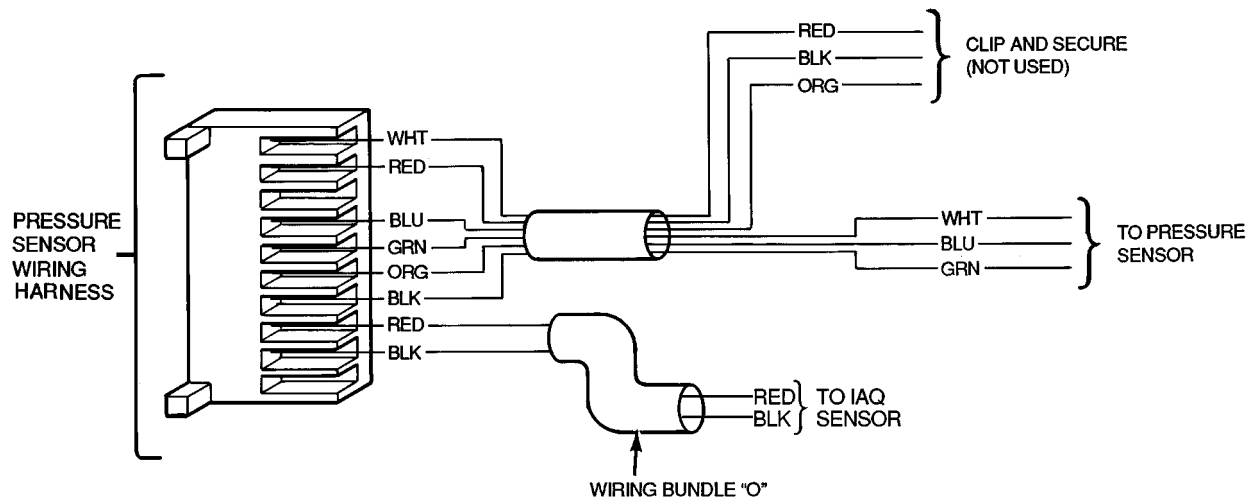 RED
BLK
ORG
CLIP AND SECURE
(NOT USED)
PRESSURE
SENSOR
WIRING
HARNESS
WHT
RED
BLU
GRN
ORG
BLK
RED
BLK
WHT
BLU
GRN
TO PRESSURE
SENSOR
RED
BLK
TO IAQ
SENSOR
WIRING BUNDLE "O"